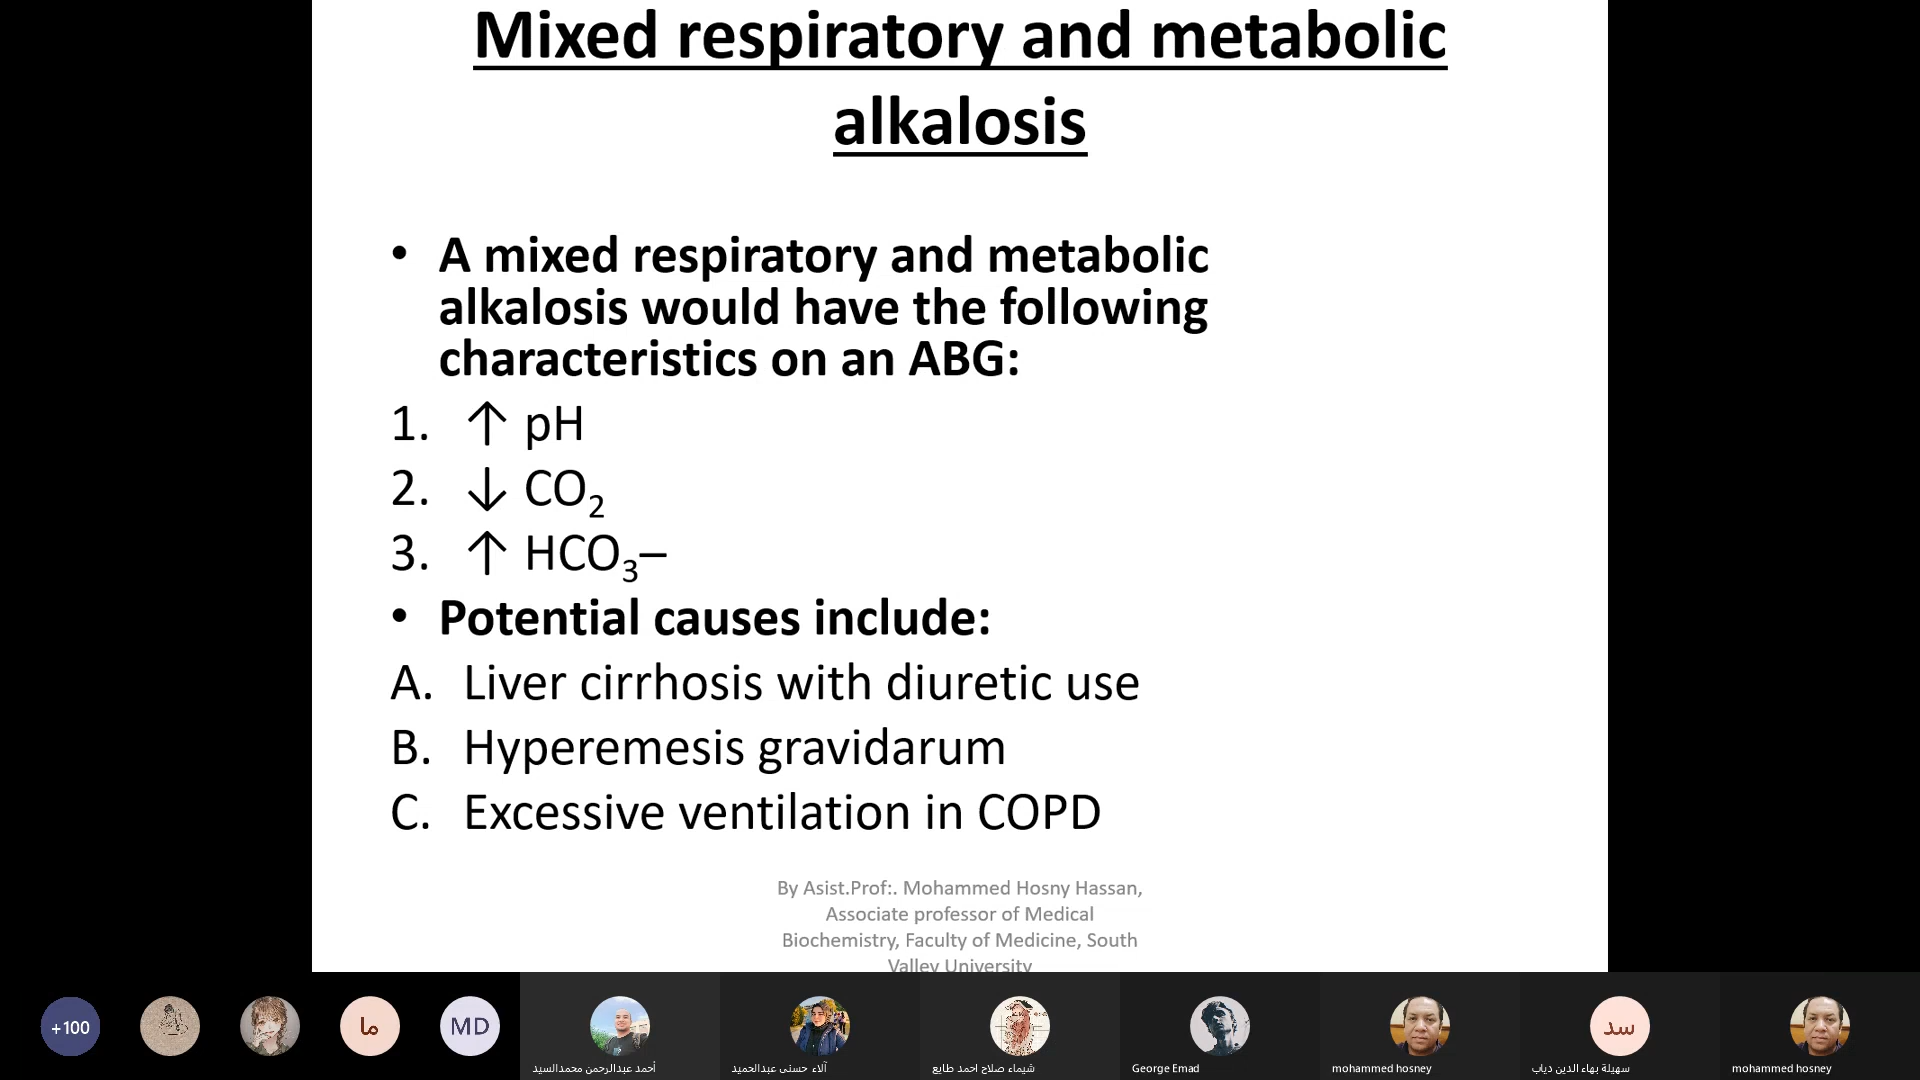 Mixed respiratory and metabolic
alkalosis
• A mixed respiratory and metabolic
alkalosis would have the following
characteristics on an ABG:
1. ↑ pH
2. ↓ CO₂
3. ↑ HCO₃–
• Potential causes include:
A. Liver cirrhosis with diuretic use
B. Hyperemesis gravidarum
C. Excessive ventilation in COPD
By Asist.Prof:. Mohammed Hosny Hassan,
Associate professor of Medical
Biochemistry, Faculty of Medicine, South
Valley University
+100
ما
MD
أحمد عبدالرحمن محمدالسيد
آلاء حسنى عبدالحميد
شيماء صلاح احمد طايع
George Emad
mohammed hosney
سد
سهيلة بهاء الدين دياب
mohammed hosney